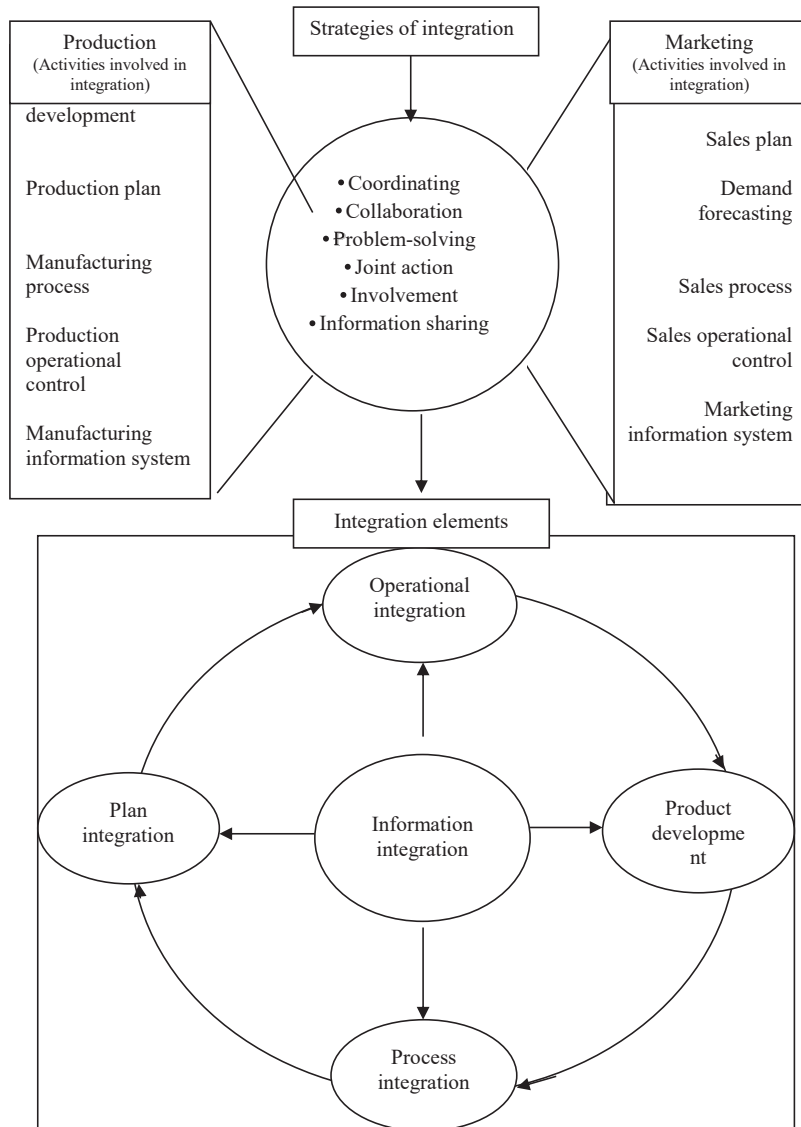 Production
(Activities involved in
integration)
development
Production plan
Manufacturing
process
Production
operational
control
Manufacturing
information system
Strategies of integration
• Coordinating
• Collaboration
• Problem-solving
• Joint action
• Involvement
• Information sharing
Marketing
(Activities involved in
integration)
Sales plan
Demand
forecasting
Sales process
Sales operational
control
Marketing
information system
Integration elements
Operational
integration
Plan
integration
Information
integration
Product
developme
nt
Process
integration